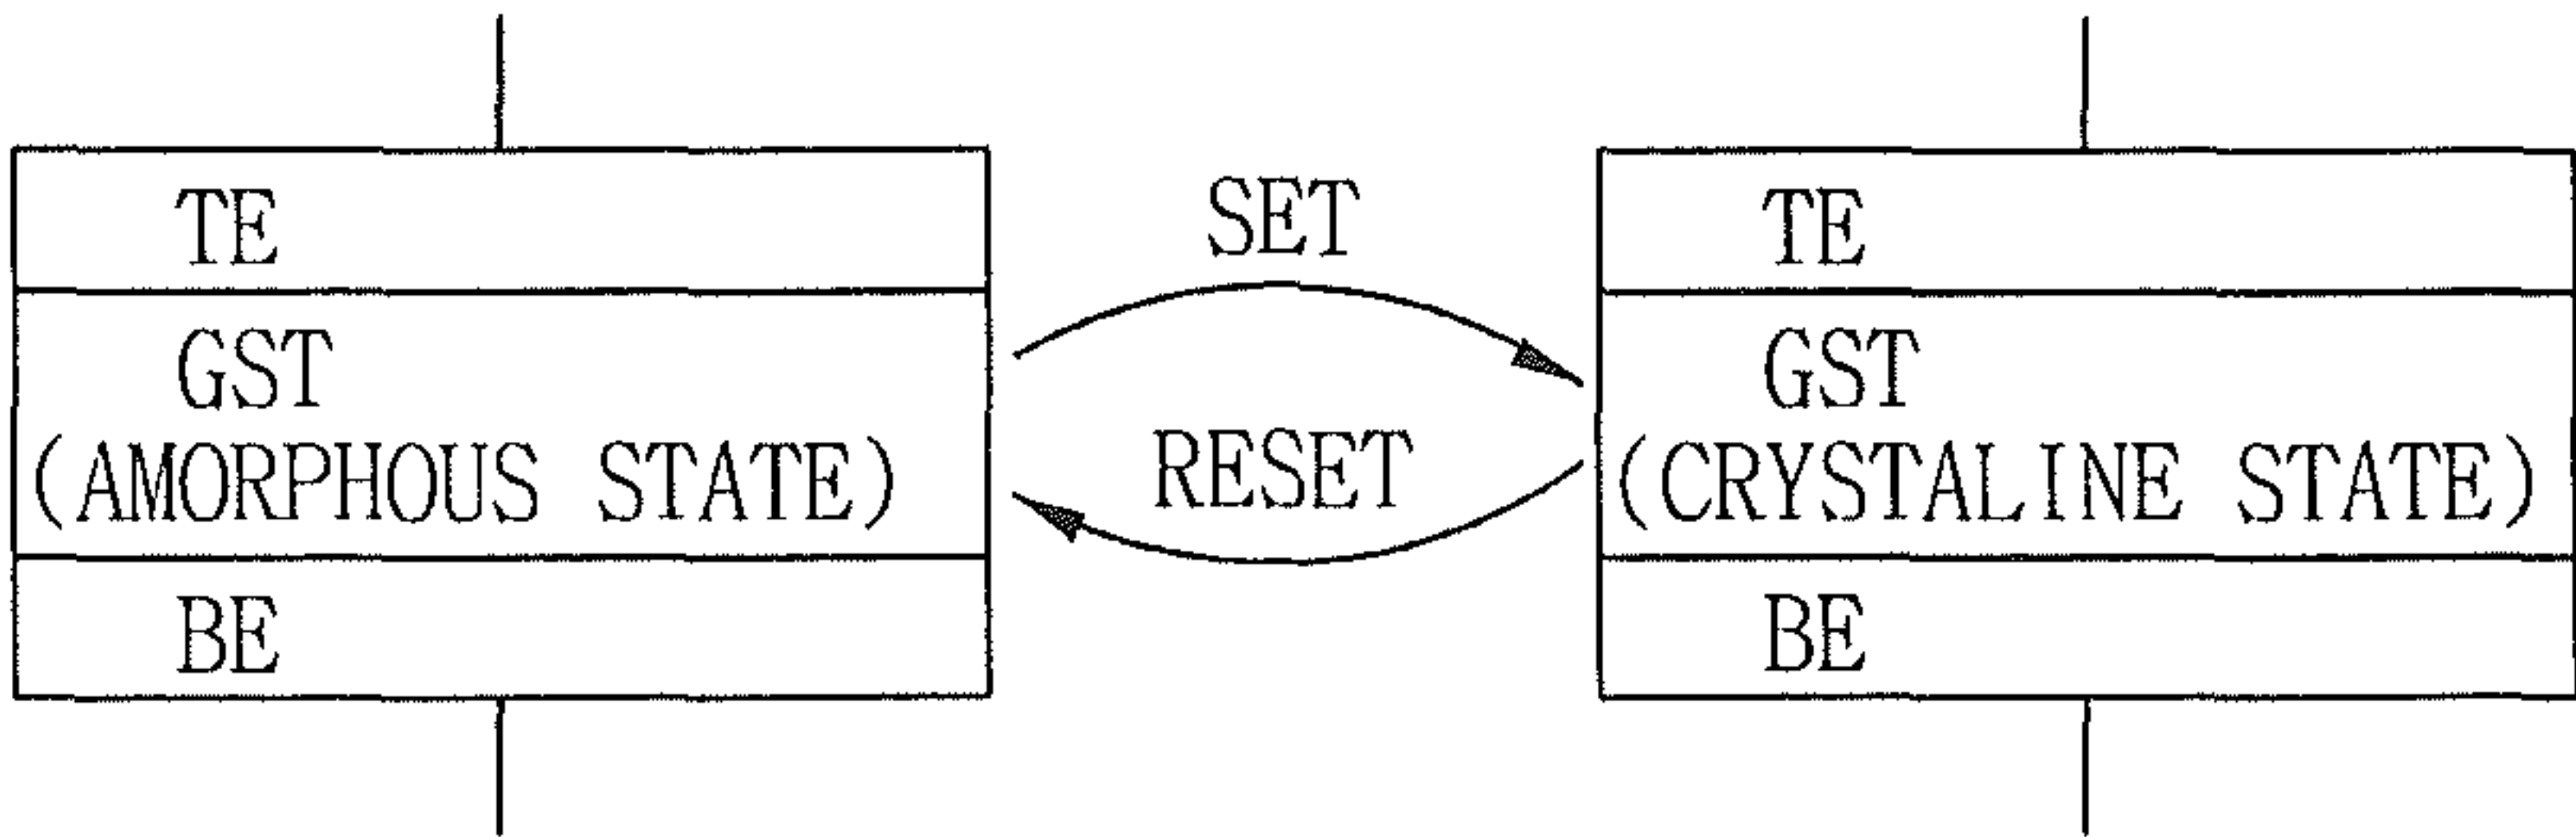 TE
GST
(AMORPHOUS STATE)
BE
SET
RESET
TE
GST
(CRYSTALINE STATE)
BE